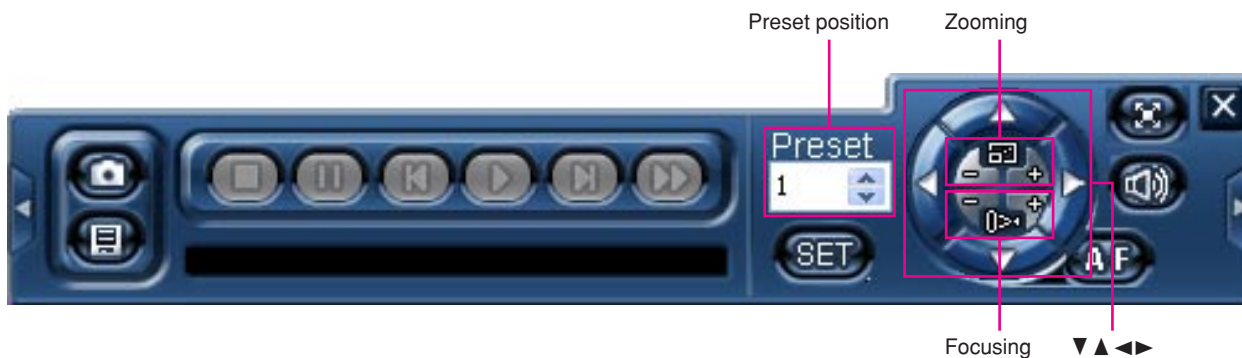 Preset position Zooming
Preset
1
SET
AF
Focusing ▼▲◄►